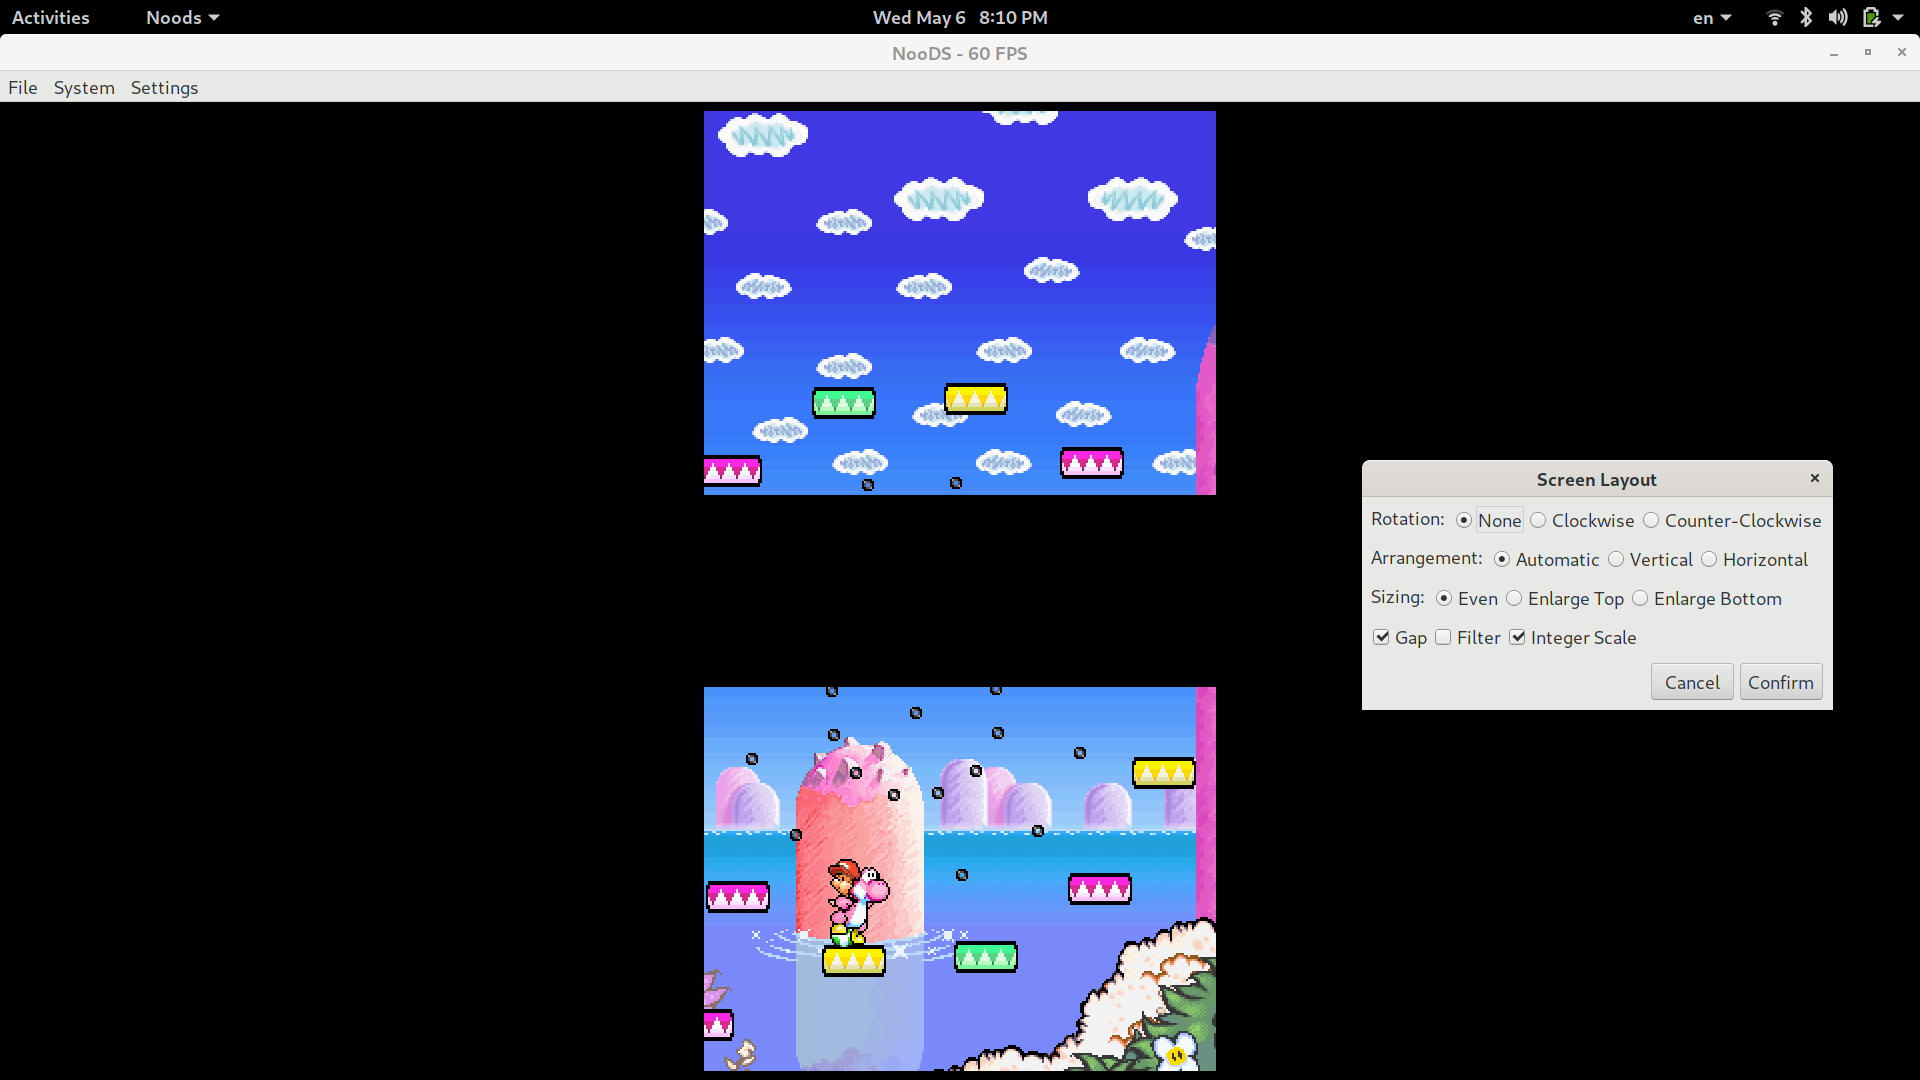 Activities Noods Wed May 6 8:10 PM en
NooDS - 60 FPS
File System Settings
Screen Layout
Rotation: None Clockwise Counter-Clockwise
Arrangement: Automatic Vertical Horizontal
Sizing: Even Enlarge Top Enlarge Bottom
Gap Filter Integer Scale
Cancel Confirm